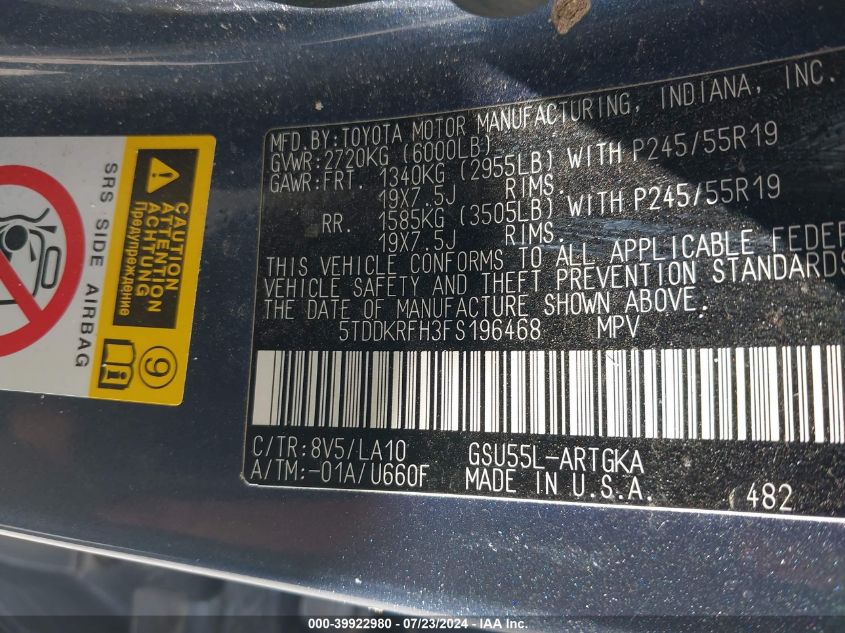 SRS SIDE AIRBAG
CAUTION
ATTENTION
ACHTUNG
Предупреждение
9
MFD.BY:TOYOTA MOTOR MANUFACTURING, INDIANA, INC.
GVWR:2720KG (6000LB)
GAWR:FRT. 1340KG (2955LB) WITH P245/55R19
19X7.5J RIMS.
RR. 1585KG (3505LB) WITH P245/55R19
19X7.5J RIMS.
THIS VEHICLE CONFORMS TO ALL APPLICABLE FEDER
VEHICLE SAFETY AND THEFT PREVENTION STANDARDS
THE DATE OF MANUFACTURE SHOWN ABOVE.
5TDDKRFH3FS196468 MPV
C/TR:8V5/LA10 GSU55L-ARTGKA
A/TM:-01A/U660F MADE IN U.S.A. 482
000-39922980 - 07/23/2024 - IAA Inc.